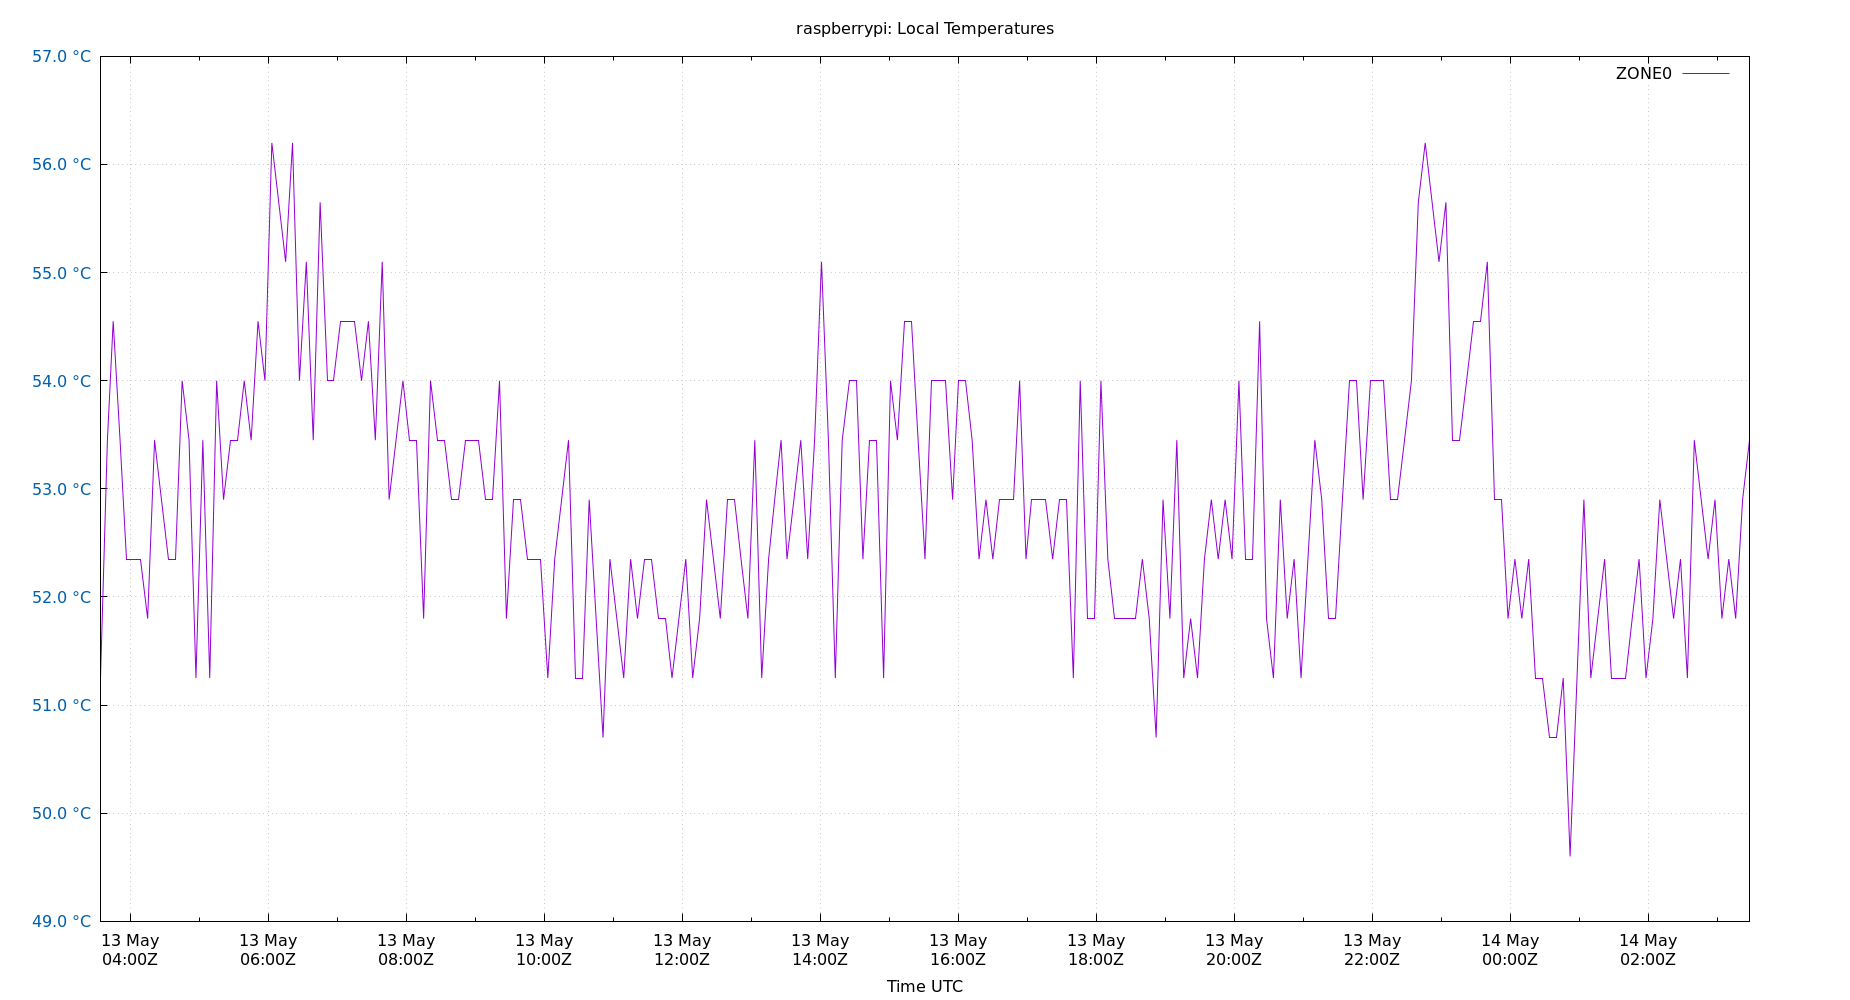 raspberrypi: Local Temperatures
57.0 °C
ZONE0
56.0 °C
55.0 °C
54.0 °C
53.0 °C
52.0 °C
51.0 °C
50.0 °C
49.0 °C
13 May 13 May 13 May 13 May 13 May 13 May 13 May 13 May 13 May 13 May 14 May 14 May
04:00Z 06:00Z 08:00Z 10:00Z 12:00Z 14:00Z 16:00Z 18:00Z 20:00Z 22:00Z 00:00Z 02:00Z
Time UTC